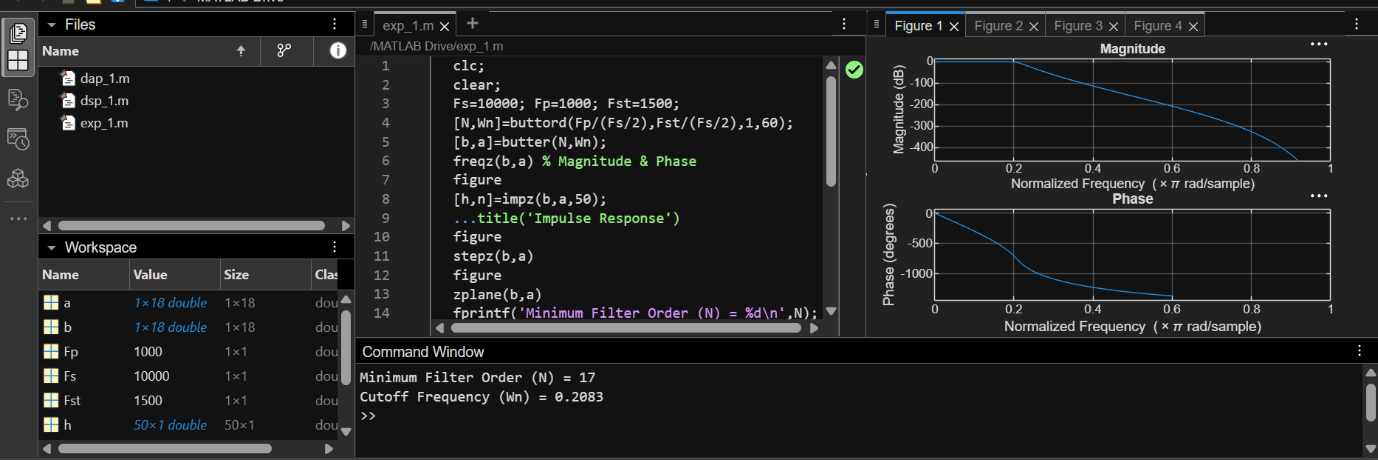 Files
Name
dap_1.m
dsp_1.m
exp_1.m
Workspace
Name Value Size Clas
a 1×18 double 1×18 dou
b 1×18 double 1×18 dou
Fp 1000 1×1 dou
Fs 10000 1×1 dou
Fst 1500 1×1 dou
h 50×1 double 50×1 dou
exp_1.m
/MATLAB Drive/exp_1.m
1 clc;
2 clear;
3 Fs=10000; Fp=1000; Fst=1500;
4 [N,Wn]=buttord(Fp/(Fs/2),Fst/(Fs/2),1,60);
5 [b,a]=butter(N,Wn);
6 freqz(b,a) % Magnitude & Phase
7 figure
8 [h,n]=impz(b,a,50);
9 ...title('Impulse Response')
10 figure
11 stepz(b,a)
12 figure
13 zplane(b,a)
14 fprintf('Minimum Filter Order (N) = %d\n',N);
Command Window
Minimum Filter Order (N) = 17
Cutoff Frequency (Wn) = 0.2083
>>
Figure 1 Figure 2 Figure 3 Figure 4
Magnitude
Magnitude (dB)
0
-100
-200
-300
-400
0 0.2 0.4 0.6 0.8 1
Normalized Frequency (× π rad/sample)
Phase
Phase (degrees)
0
-500
-1000
0 0.2 0.4 0.6 0.8 1
Normalized Frequency (× π rad/sample)